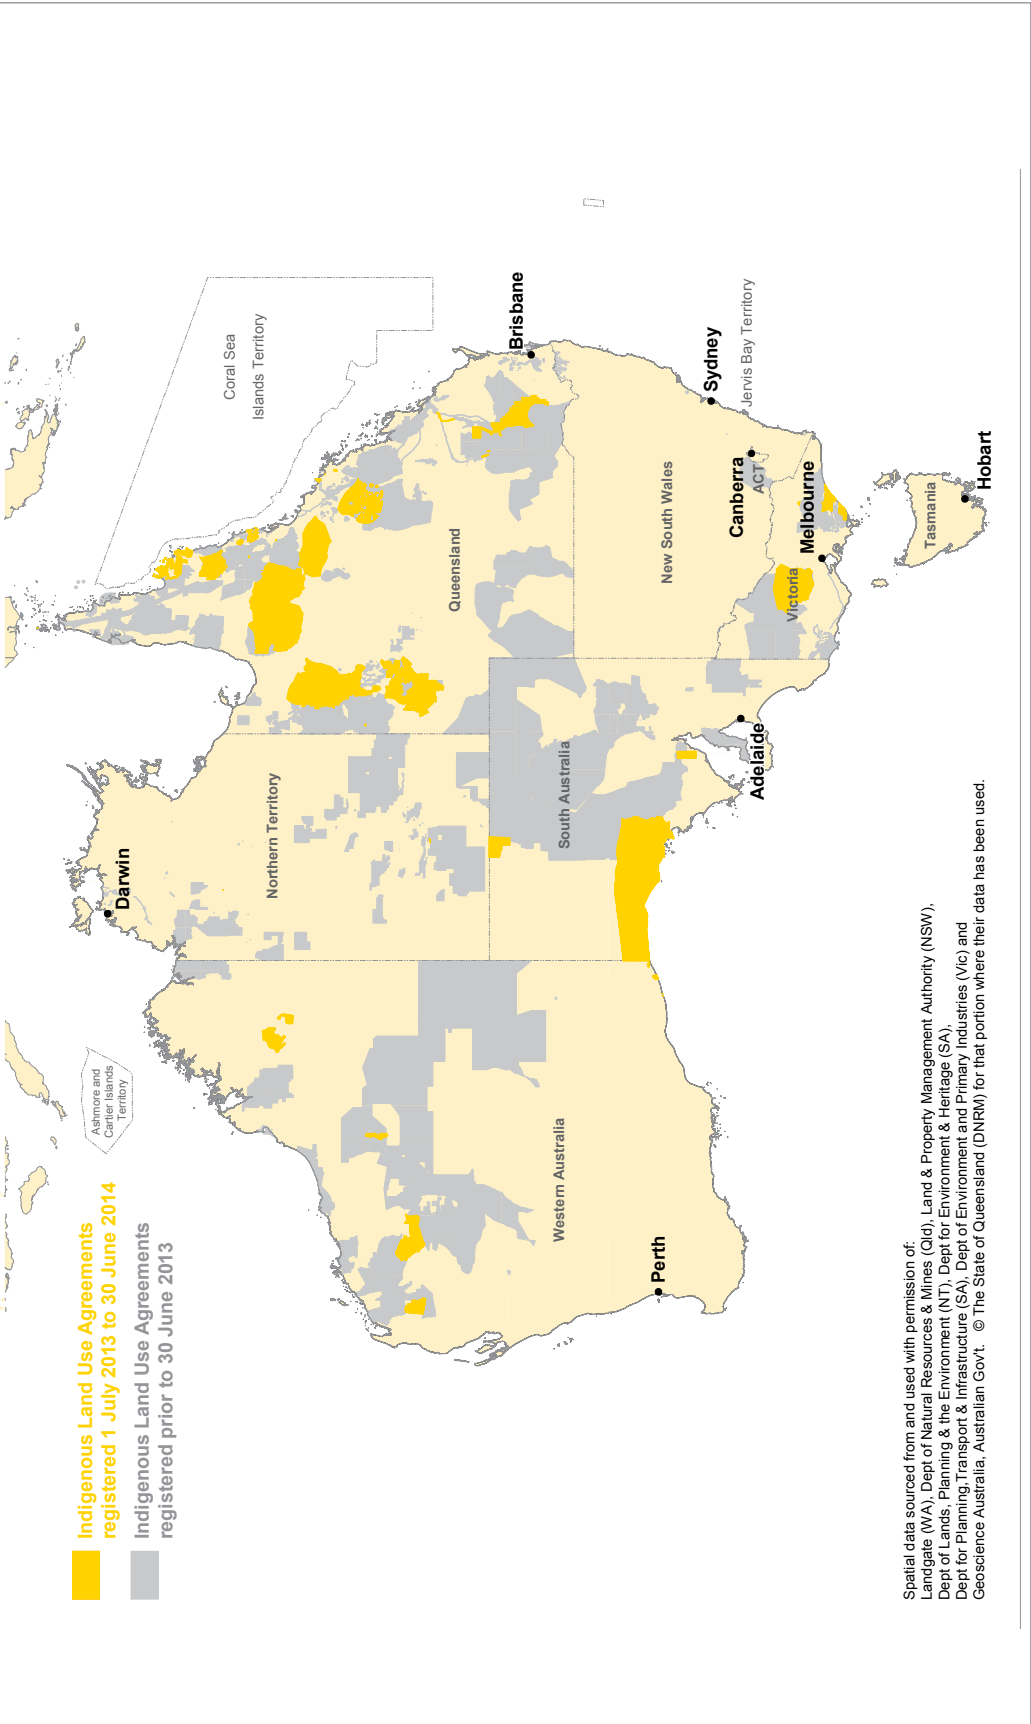 Indigenous Land Use Agreements
registered 1 July 2013 to 30 June 2014
Indigenous Land Use Agreements
registered prior to 30 June 2013
Ashmore and
Cartier Islands
Territory
Darwin
Coral Sea
Islands Territory
Northern Territory
Queensland
Western Australia
South Australia
Brisbane
New South Wales
Perth
Adelaide
Sydney
Jervis Bay Territory
Canberra
ACT
Victoria
Melbourne
Tasmania
Hobart
Spatial data sourced from and used with permission of:
Landgate (WA), Dept of Natural Resources & Mines (Qld), Land & Property Management Authority (NSW),
Dept of Lands, Planning & the Environment (NT), Dept for Environment & Heritage (SA),
Dept for Planning,Transport & Infrastructure (SA), Dept of Environment and Primary Industries (Vic) and
Geoscience Australia, Australian Gov't. © The State of Queensland (DNRM) for that portion where their data has been used.